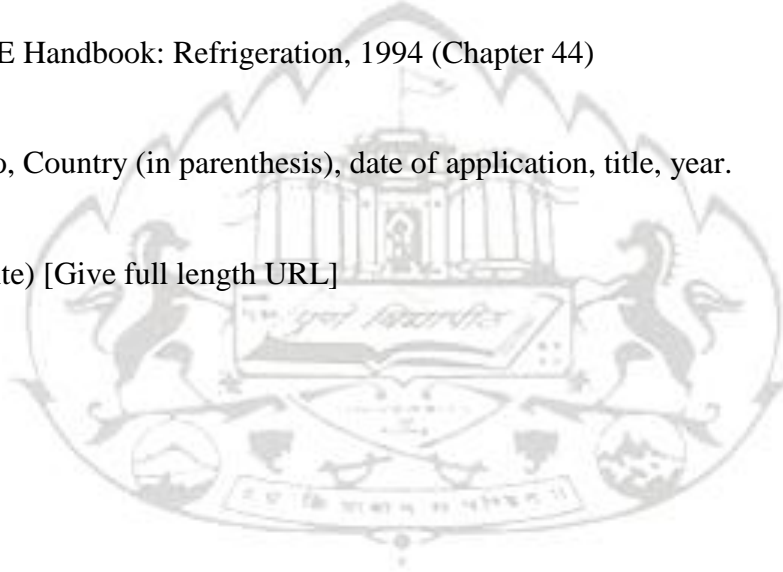 E Handbook: Refrigeration, 1994 (Chapter 44)
o, Country (in parenthesis), date of application, title, year.
te) [Give full length URL]